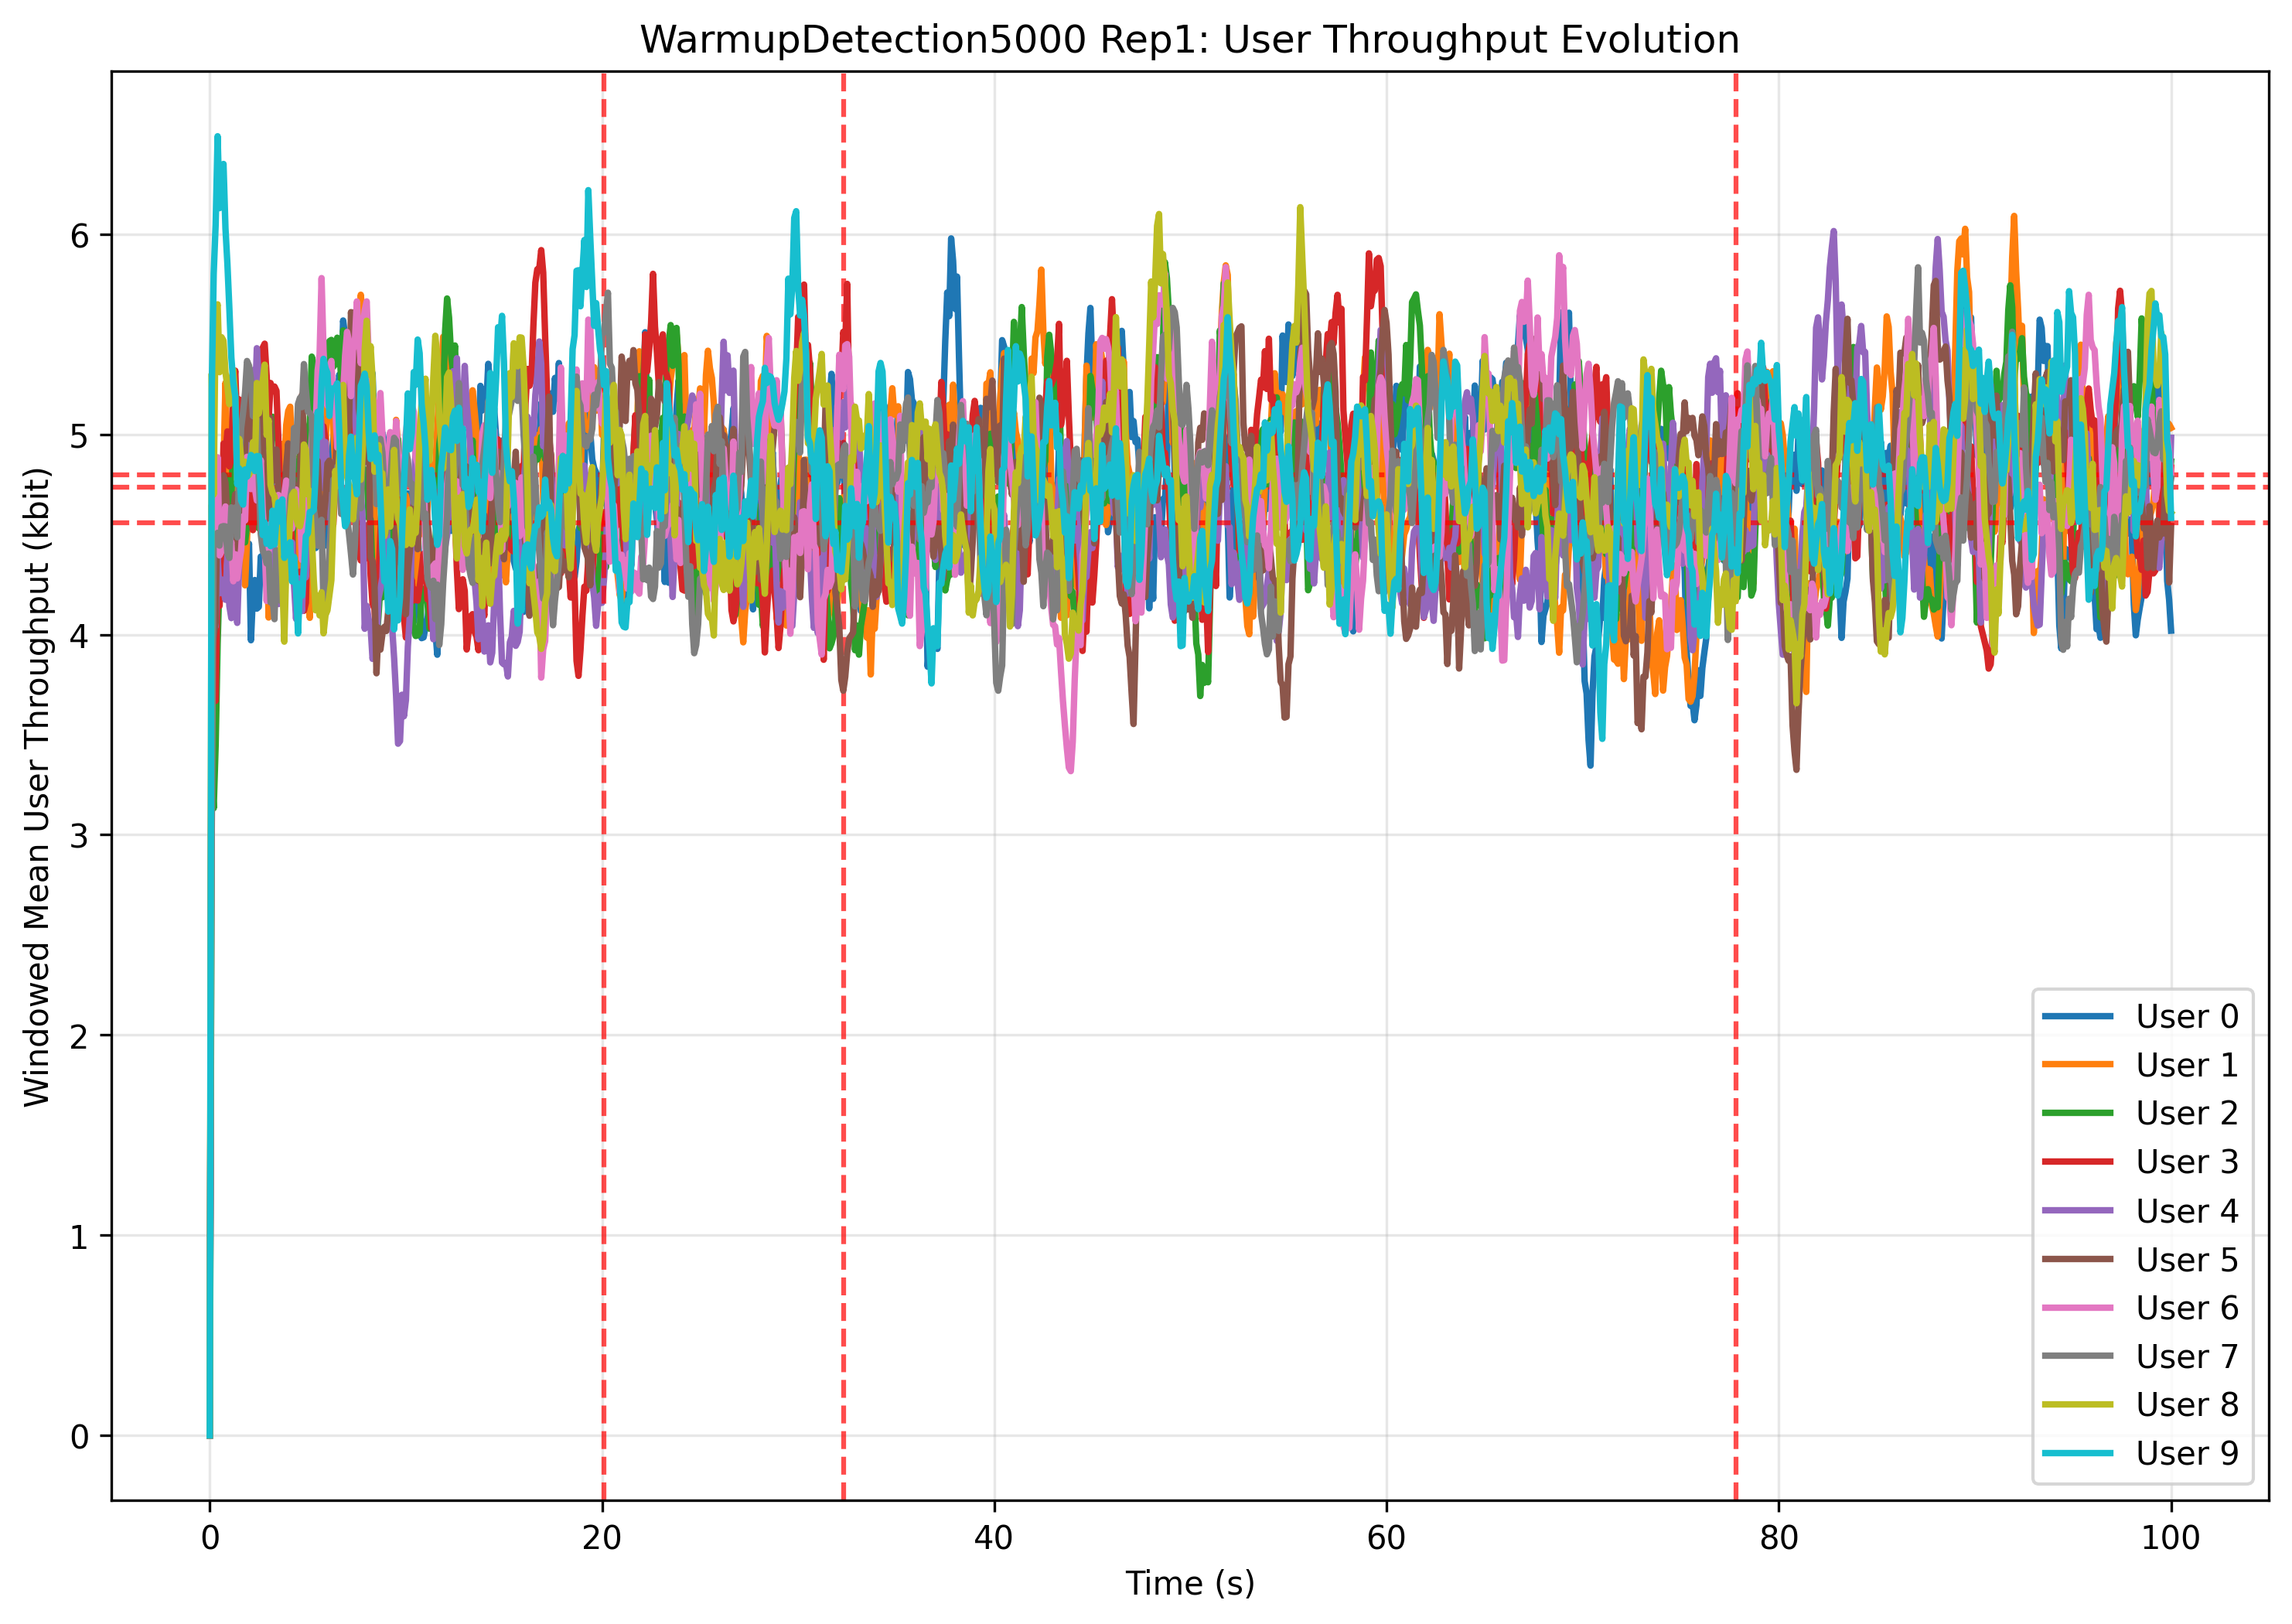 WarmupDetection5000 Rep1: User Throughput Evolution
Windowed Mean User Throughput (kbit)
6
5
4
3
2
1
0
0 20 40 60 80 100
Time (s)
User 0
User 1
User 2
User 3
User 4
User 5
User 6
User 7
User 8
User 9